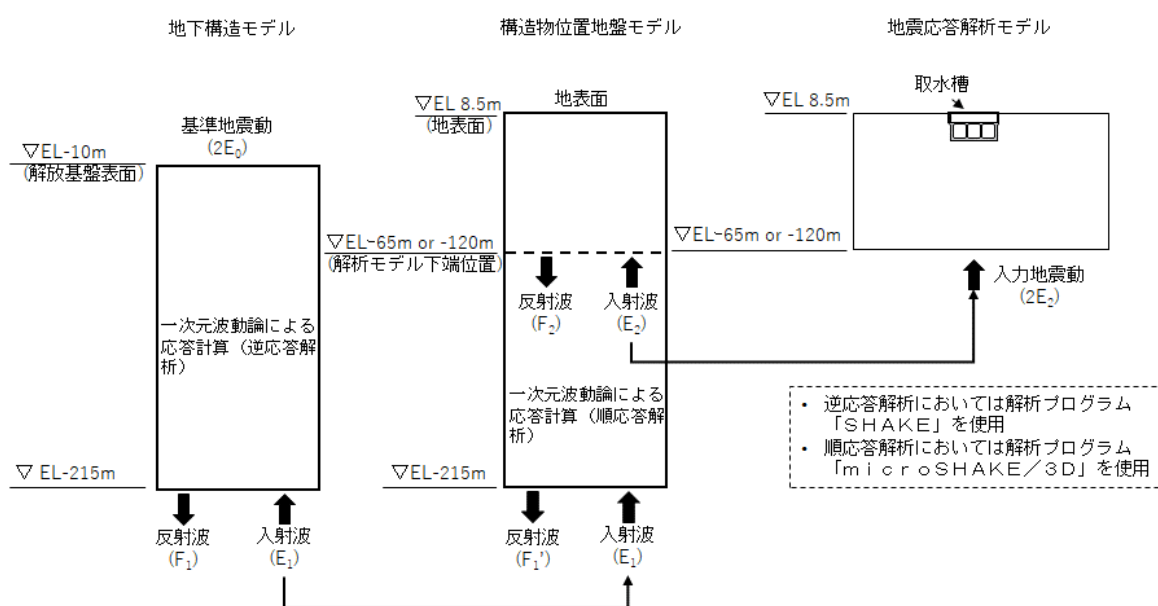 地下構造モデル
構造物位置地盤モデル
地震応答解析モデル
基準地震動
(2E₀)
▽EL-10m
(解放基盤表面)
一次元波動論による
応答計算（逆応答解
析）
▽ EL-215m
反射波
(F₁)
入射波
(E₁)
▽EL 8.5m
(地表面)
地表面
▽EL-65m or -120m
(解析モデル下端位置)
反射波
(F₂)
入射波
(E₂)
一次元波動論による
応答計算（順応答解
析）
▽EL-215m
反射波
(F₁')
入射波
(E₁)
▽EL 8.5m
取水槽
▽EL-65m or -120m
入力地震動
(2E₂)
・ 逆応答解析においては解析プログラム
「ＳＨＡＫＥ」を使用
・ 順応答解析においては解析プログラム
「ｍｉｃｒｏＳＨＡＫＥ／３Ｄ」を使用